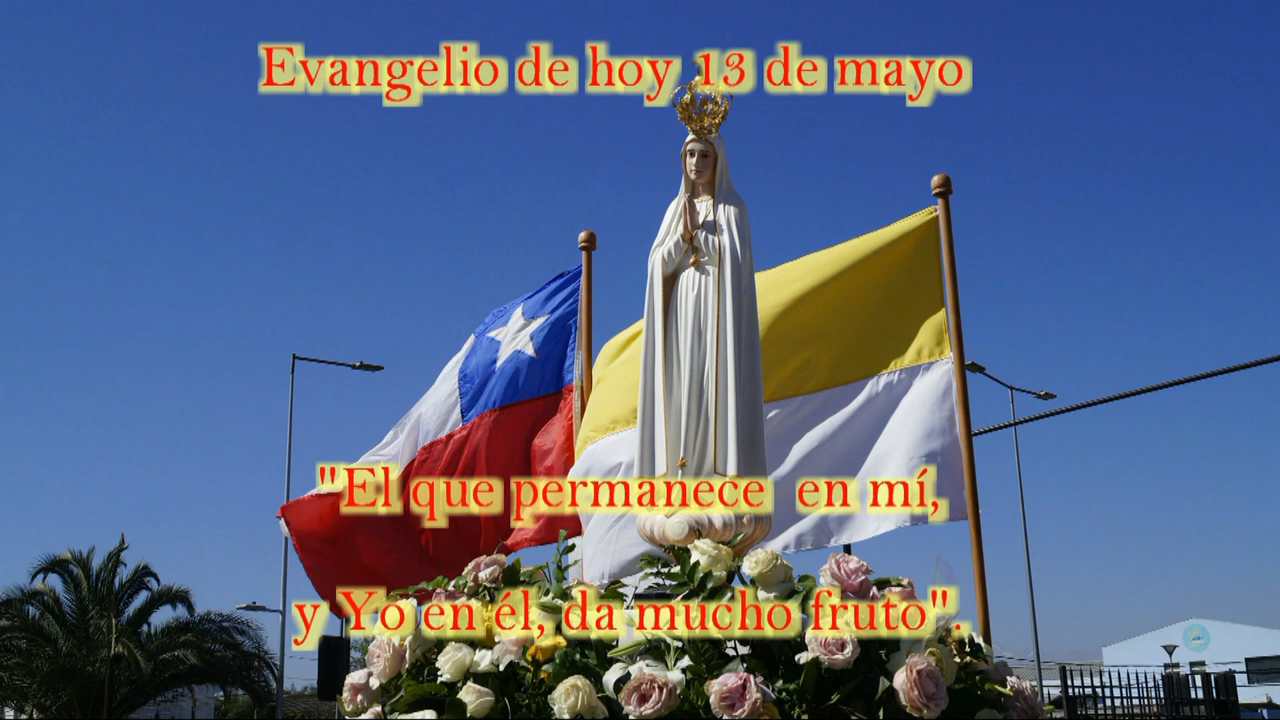 Evangelio de hoy 13 de mayo
"El que permanece en mí,
y Yo en él, da mucho fruto".